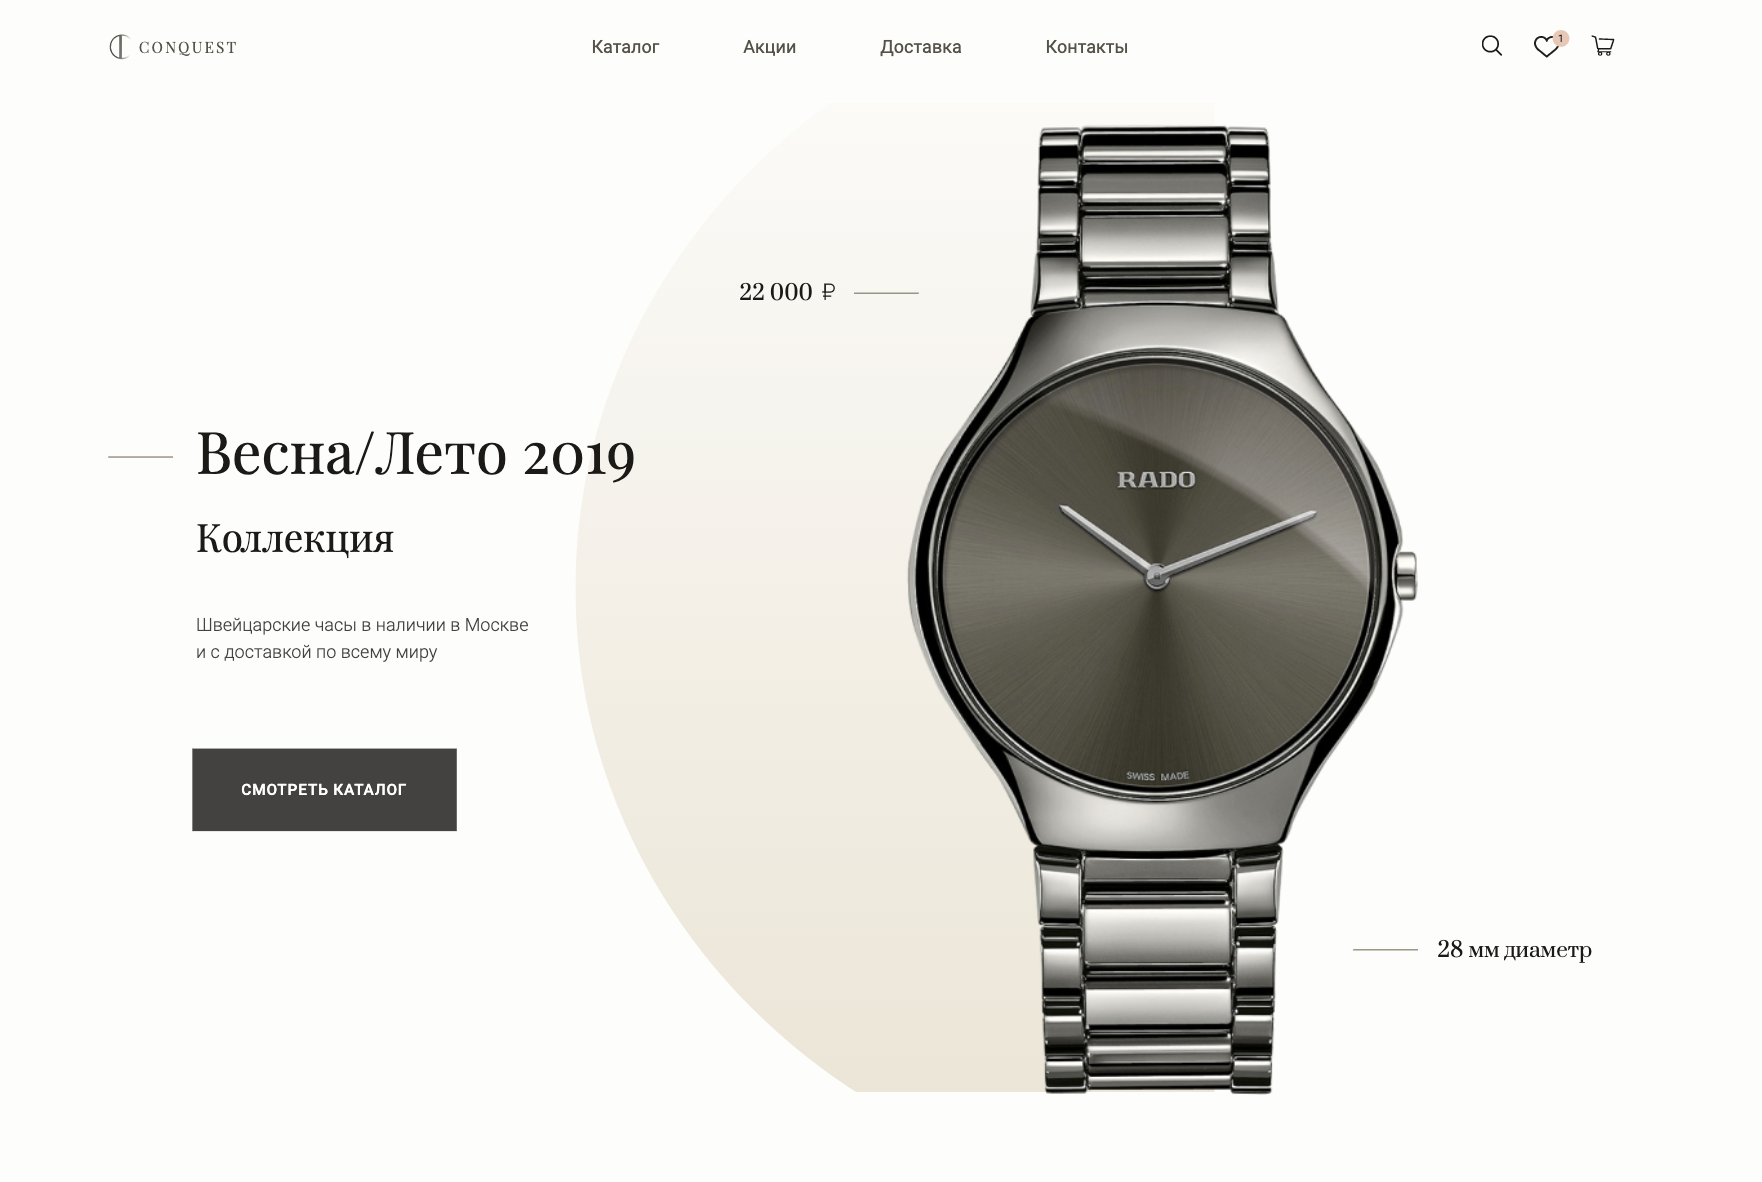 CONQUEST
Каталог
Акции
Доставка
Контакты
1
22 000 ₽
Весна/Лето 2019
Коллекция
Швейцарские часы в наличии в Москве
и с доставкой по всему миру
СМОТРЕТЬ КАТАЛОГ
RADO
SWISS MADE
28 мм диаметр